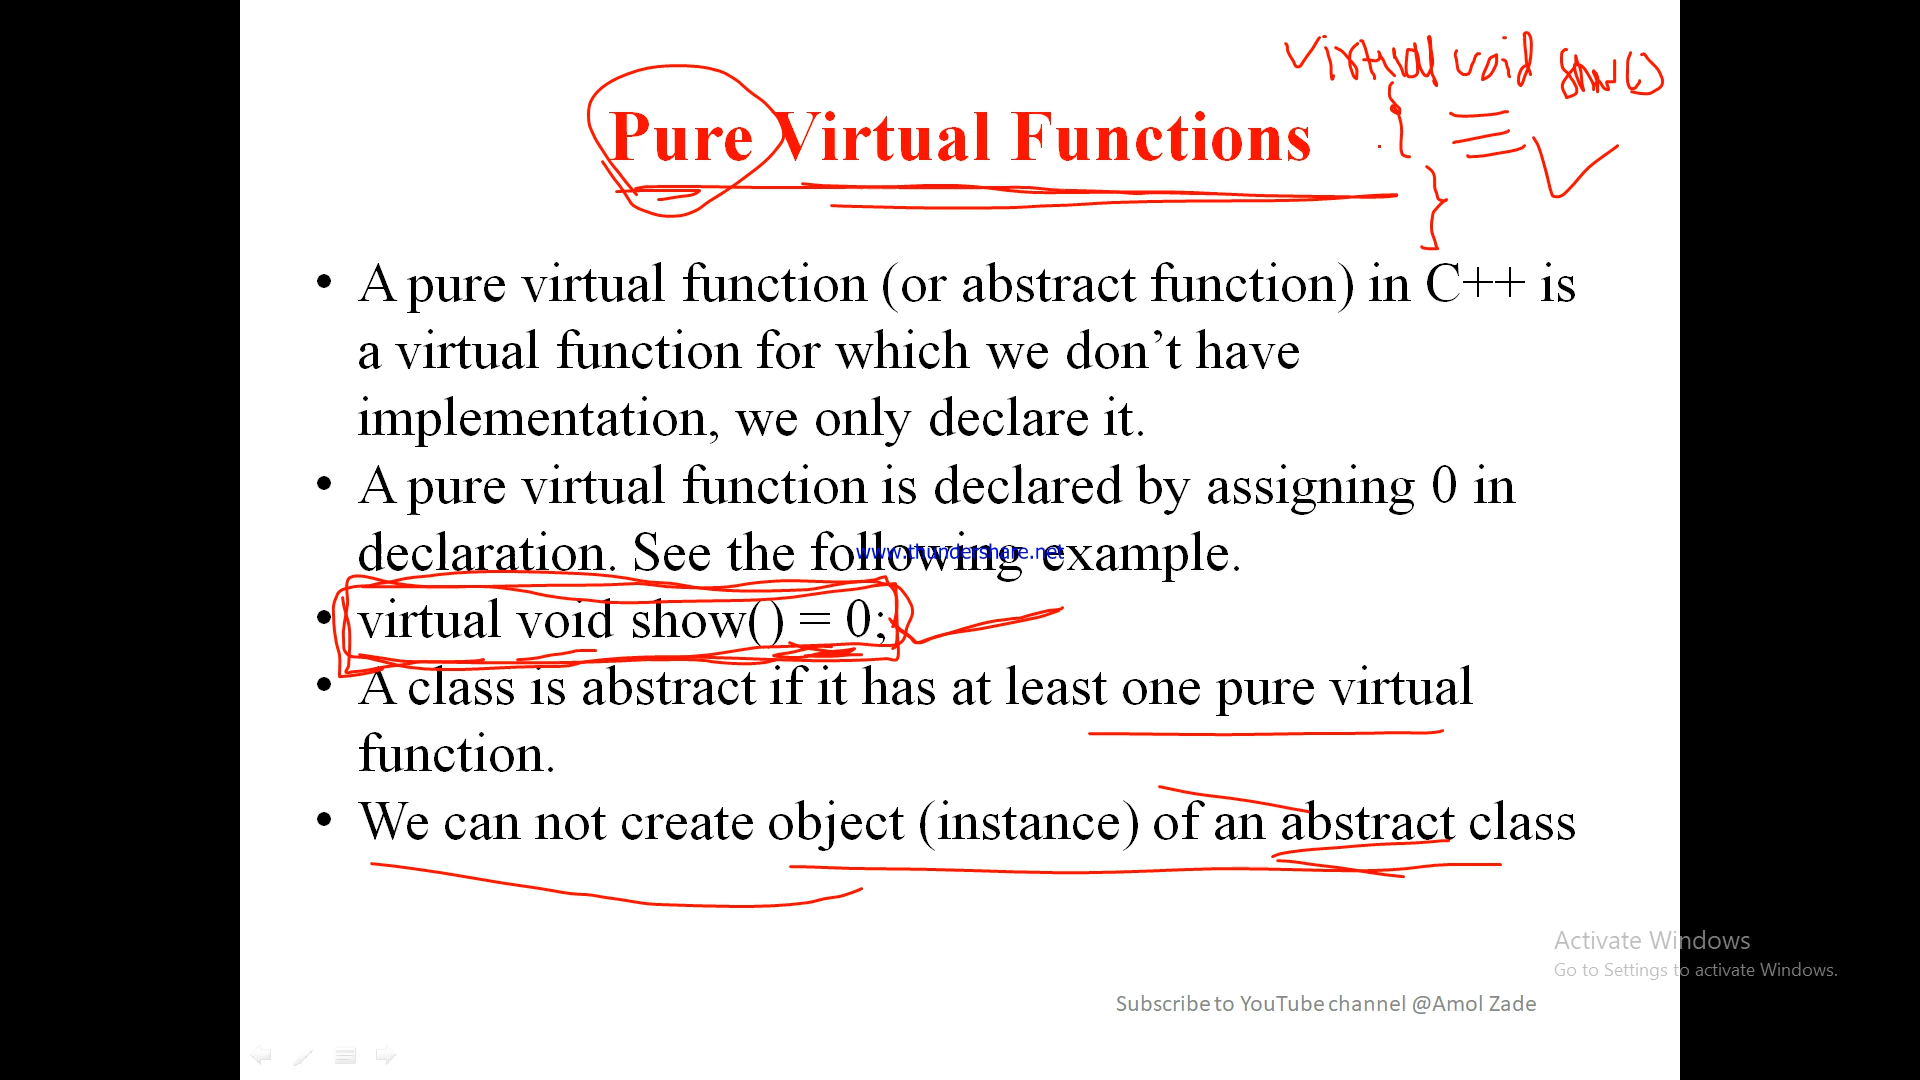 virtual void show()
Pure Virtual Functions
• A pure virtual function (or abstract function) in C++ is
a virtual function for which we don’t have
implementation, we only declare it.
• A pure virtual function is declared by assigning 0 in
declaration. See the following example.
www.thundershare.net
• virtual void show() = 0;
• A class is abstract if it has at least one pure virtual
function.
• We can not create object (instance) of an abstract class
Activate Windows
Go to Settings to activate Windows.
Subscribe to YouTube channel @Amol Zade